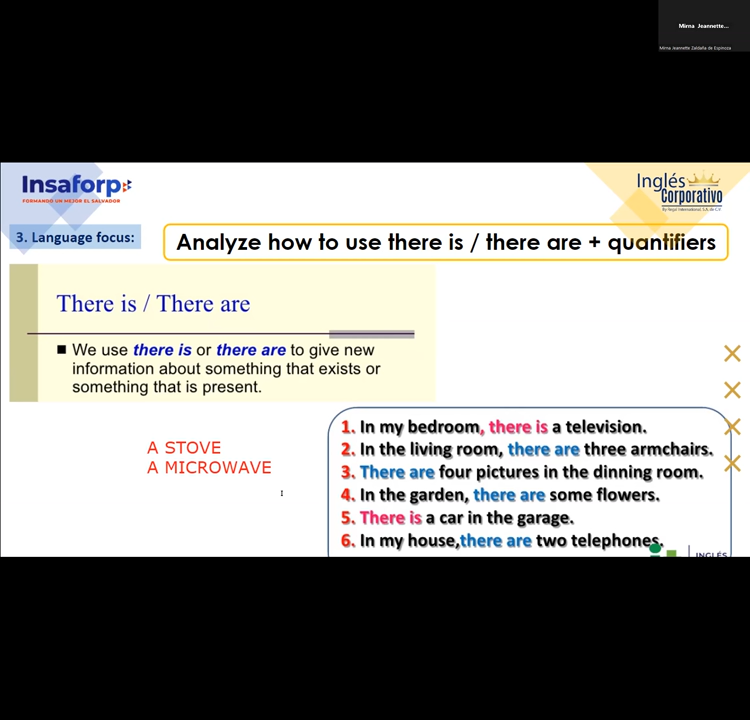 Mirna Jeannette...
Mirna Jeannette Zaldaña de Espinoza
Insaforp
FORMANDO UN MEJOR EL SALVADOR
Inglés
Corporativo
3. Language focus:
Analyze how to use there is / there are + quantifiers
There is / There are
We use there is or there are to give new
information about something that exists or
something that is present.
A STOVE
A MICROWAVE
1. In my bedroom, there is a television.
2. In the living room, there are three armchairs.
3. There are four pictures in the dinning room.
4. In the garden, there are some flowers.
5. There is a car in the garage.
6. In my house,there are two telephones.
INGLÉS